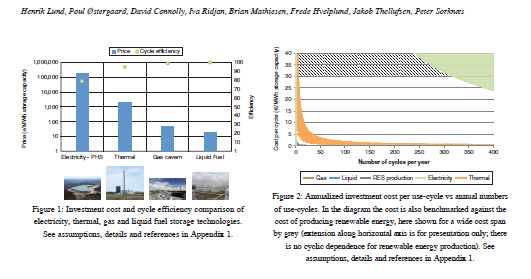 Henrik Lund, Poul Østergaard, David Connolly, Iva Ridjan, Brian Mathiesen, Frede Hvelplund, Jakob Thellufsen, Peter Sorknæs
Price Cycle efficiency
Price (€/MWh storage capacity)
1,000,000
100,000
10,000
1,000
100
10
1
100
90
80
70
60
50
40
30
20
10
1
Efficiency
Electricity - PHS Thermal Gas cavern Liquid Fuel
Figure 1: Investment cost and cycle efficiency comparison of
electricity, thermal, gas and liquid fuel storage technologies.
See assumptions, details and references in Appendix 1.
Cost per cycle (€/MWh storage capacity)
40
35
30
25
20
15
10
5
0
0 50 100 150 200 250 300 350 400
Number of cycles per year
Gas Liquid RES production Electricity Thermal
Figure 2: Annualized investment cost per use-cycle vs annual numbers
of use-cycles. In the diagram the cost is also benchmarked against the
cost of producing renewable energy, here shown for a wide cost span
by grey (extension along horizontal axis is for presentation only; there
is no cyclic dependence for renewable energy production). See
assumptions, details and references in Appendix 1.